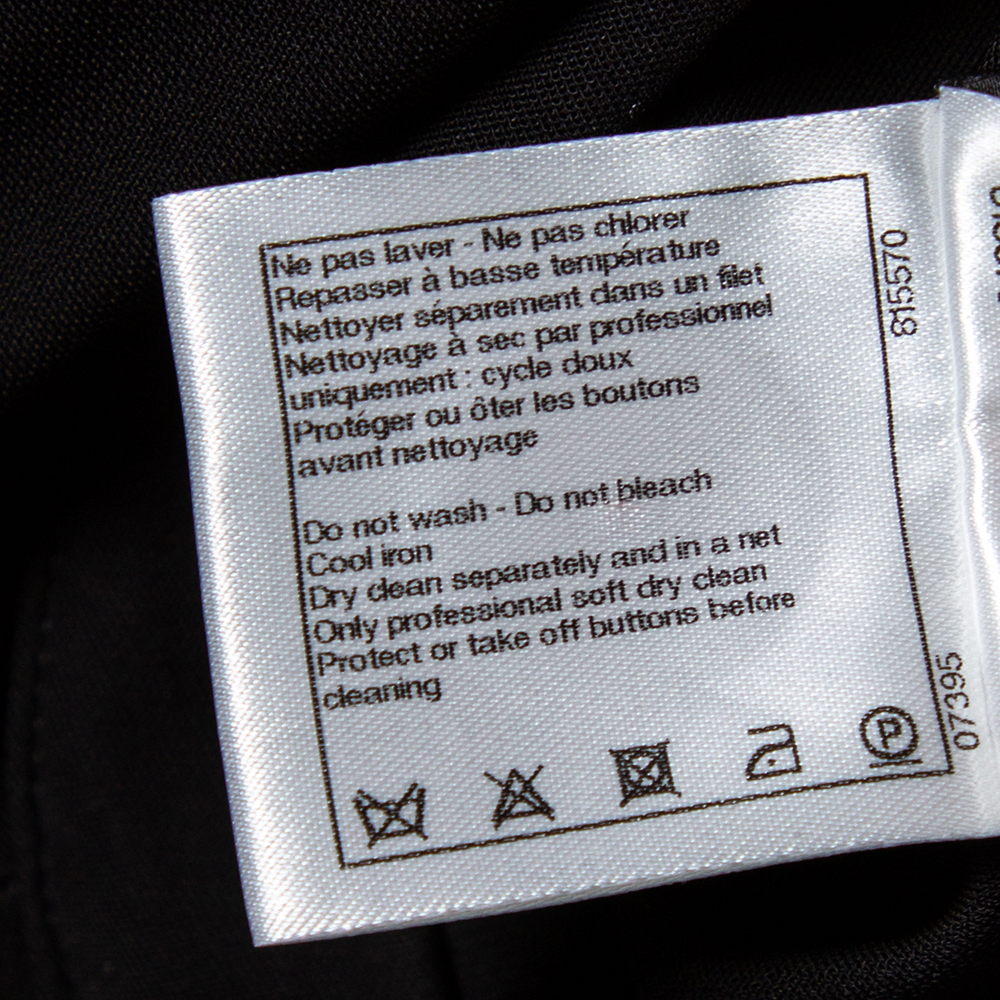 Ne pas laver - Ne pas chlorer
Repasser à basse température
Nettoyer séparement dans un filet
Nettoyage à sec par professionnel
uniquement : cycle doux
Protéger ou ôter les boutons
avant nettoyage
Do not wash - Do not bleach
Cool iron
Dry clean separately and in a net
Only professional soft dry clean
Protect or take off buttons before
cleaning
P
815570
07395